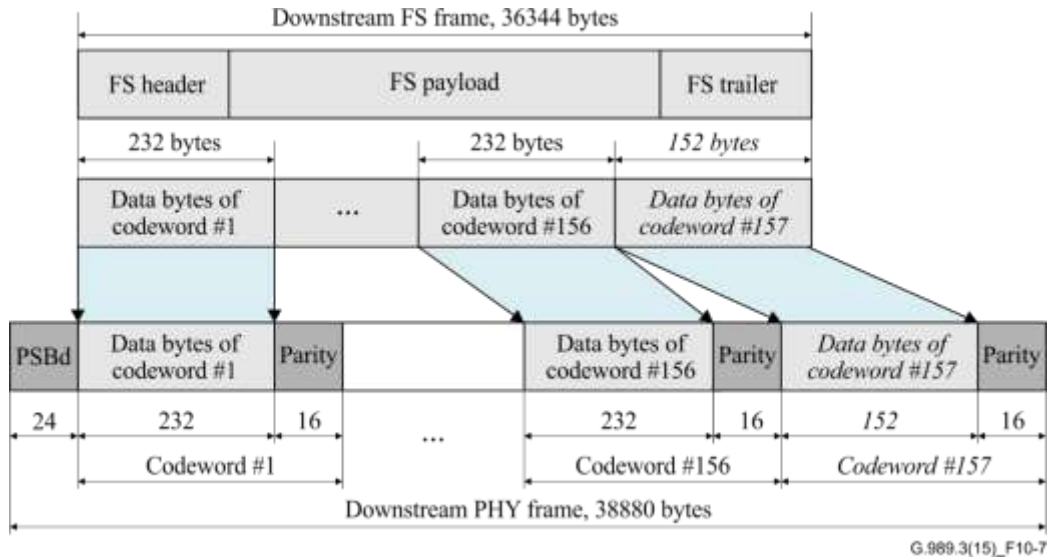 Downstream FS frame, 36344 bytes
FS header
FS payload
FS trailer
232 bytes
232 bytes
152 bytes
Data bytes of
codeword #1
...
Data bytes of
codeword #156
Data bytes of
codeword #157
PSBd
Data bytes of
codeword #1
Parity
Data bytes of
codeword #156
Parity
Data bytes of
codeword #157
Parity
24
232
16
...
232
16
152
16
Codeword #1
Codeword #156
Codeword #157
Downstream PHY frame, 38880 bytes
G.989.3(15)_F10-7